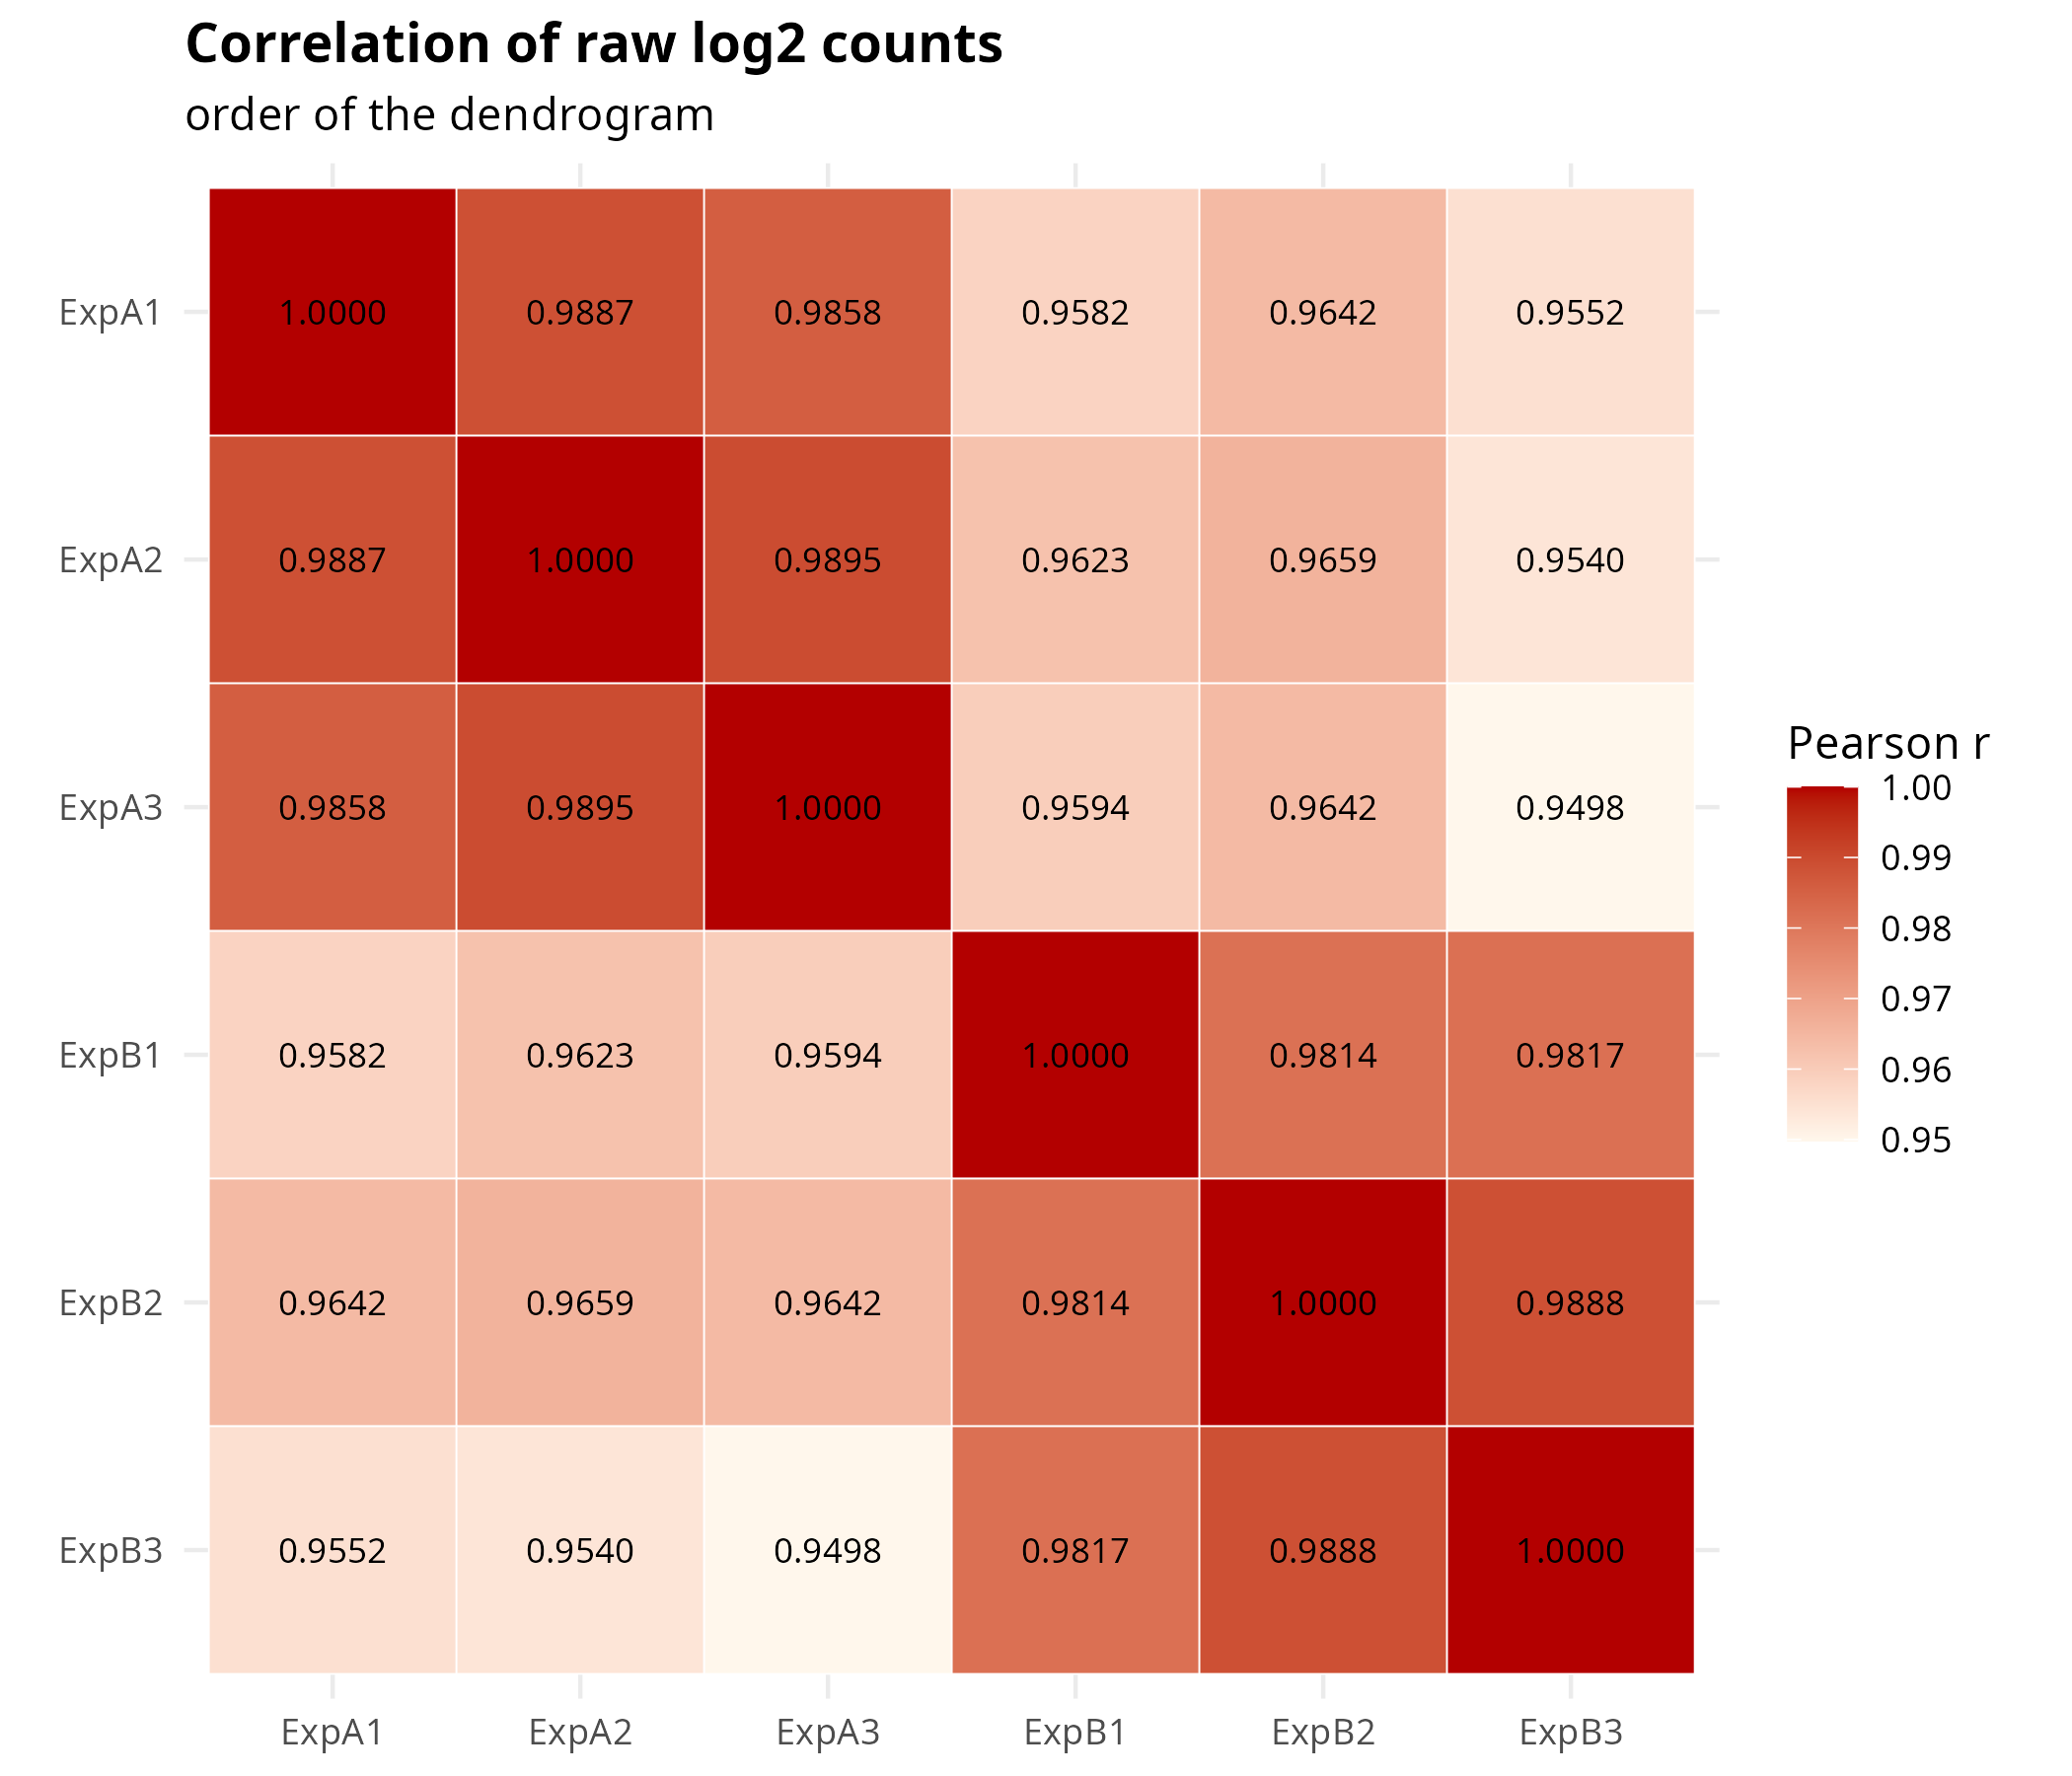 Correlation of raw log2 counts
order of the dendrogram
ExpA1 1.0000 0.9887 0.9858 0.9582 0.9642 0.9552
ExpA2 0.9887 1.0000 0.9895 0.9623 0.9659 0.9540
ExpA3 0.9858 0.9895 1.0000 0.9594 0.9642 0.9498
ExpB1 0.9582 0.9623 0.9594 1.0000 0.9814 0.9817
ExpB2 0.9642 0.9659 0.9642 0.9814 1.0000 0.9888
ExpB3 0.9552 0.9540 0.9498 0.9817 0.9888 1.0000
ExpA1 ExpA2 ExpA3 ExpB1 ExpB2 ExpB3
Pearson r
1.00
0.99
0.98
0.97
0.96
0.95